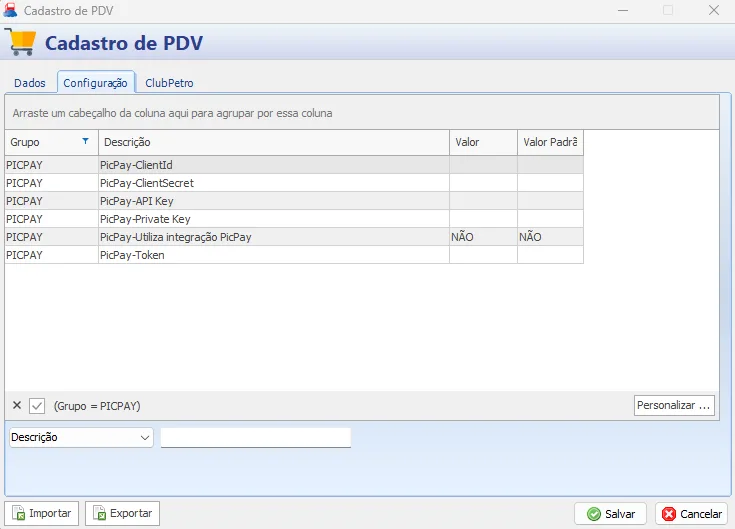 Cadastro de PDV
Cadastro de PDV
Dados Configuração ClubPetro
Arraste um cabeçalho da coluna aqui para agrupar por essa coluna
Grupo Descrição Valor Valor Padrã
PICPAY PicPay-ClientId
PICPAY PicPay-ClientSecret
PICPAY PicPay-API Key
PICPAY PicPay-Private Key
PICPAY PicPay-Utiliza integração PicPay NÃO NÃO
PICPAY PicPay-Token
(Grupo = PICPAY) Personalizar ...
Descrição
Importar Exportar Salvar Cancelar